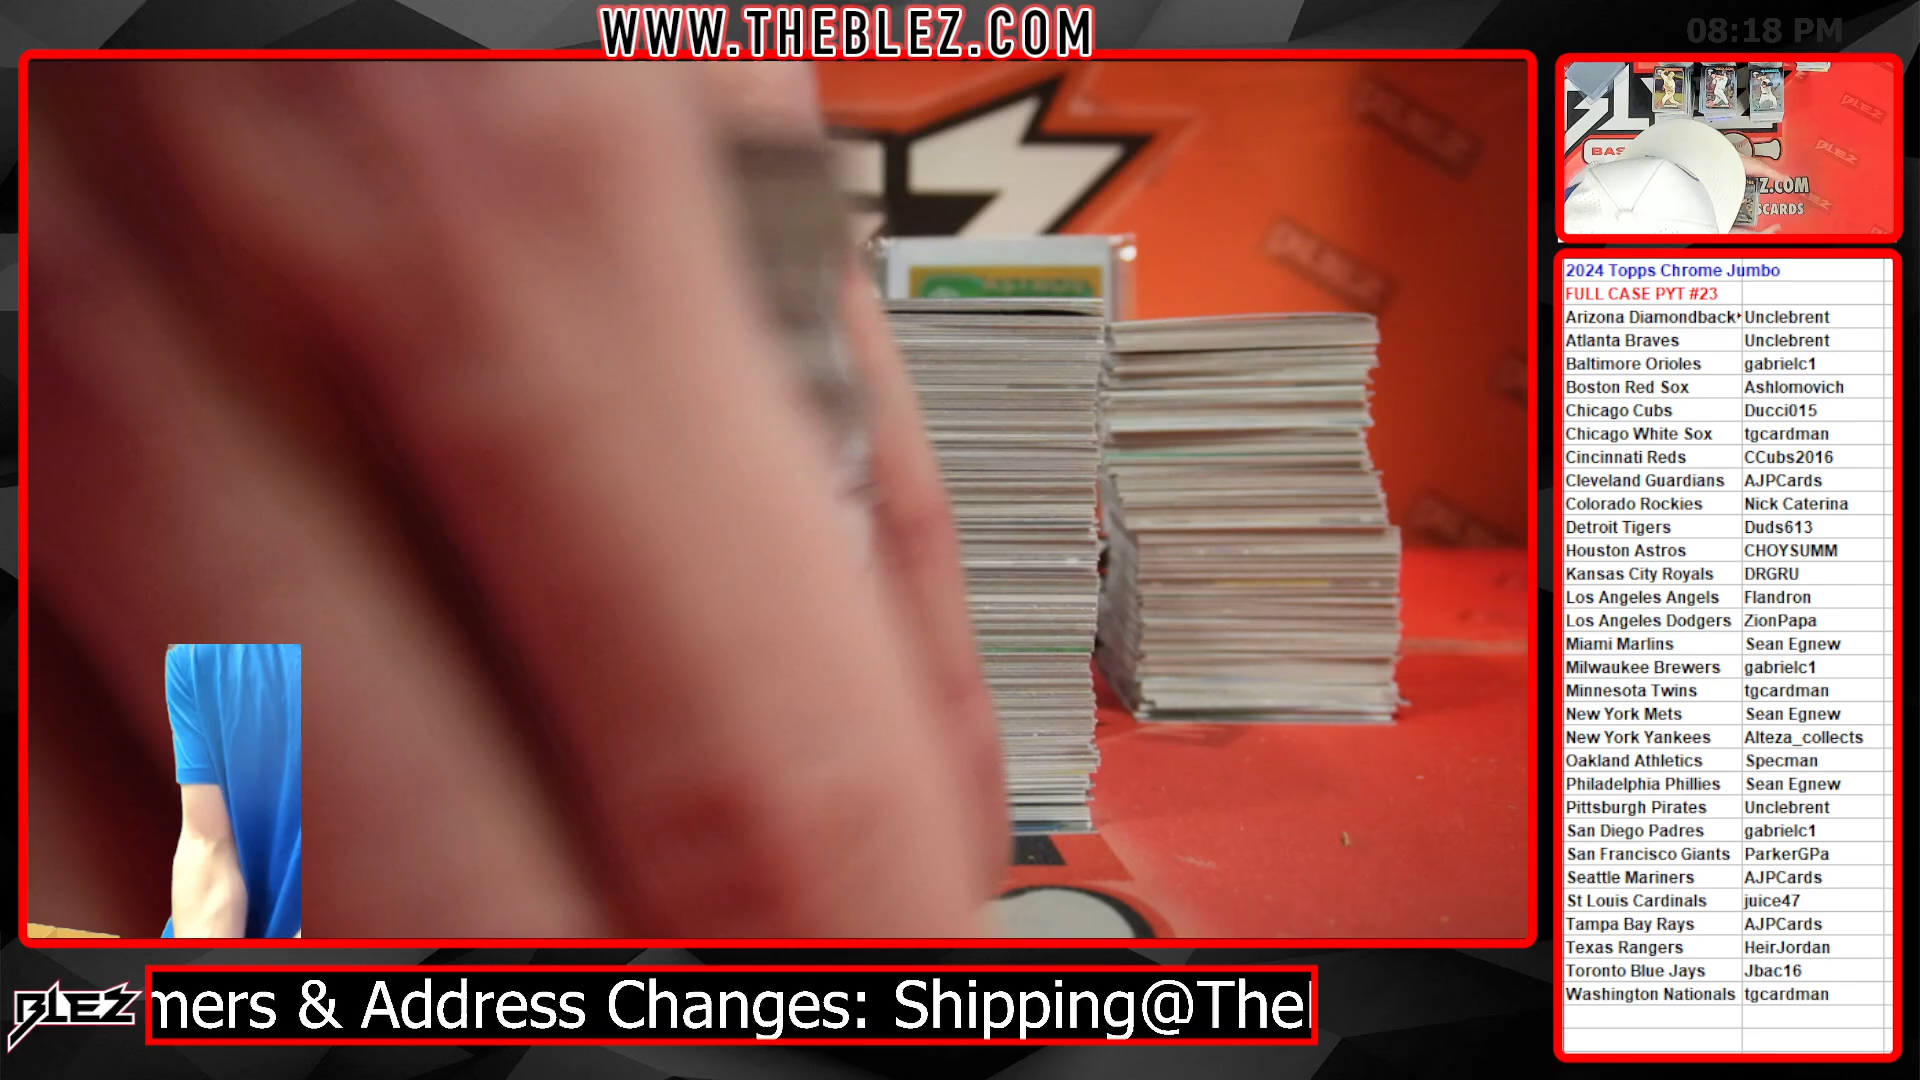 WWW.THEBLEZ.COM
08:18 PM
BLEZ
BLEZ
BAS
Z.COM
SCARDS
2024 Topps Chrome Jumbo
FULL CASE PYT #23
Arizona Diamondback Unclebrent
Atlanta Braves Unclebrent
Baltimore Orioles gabrielc1
Boston Red Sox Ashlomovich
Chicago Cubs Ducci015
Chicago White Sox tgcardman
Cincinnati Reds CCubs2016
Cleveland Guardians AJPCards
Colorado Rockies Nick Caterina
Detroit Tigers Duds613
Houston Astros CHOYSUMM
Kansas City Royals DRGRU
Los Angeles Angels Flandron
Los Angeles Dodgers ZionPapa
Miami Marlins Sean Egnew
Milwaukee Brewers gabrielc1
Minnesota Twins tgcardman
New York Mets Sean Egnew
New York Yankees Alteza_collects
Oakland Athletics Specman
Philadelphia Phillies Sean Egnew
Pittsburgh Pirates Unclebrent
San Diego Padres gabrielc1
San Francisco Giants ParkerGPa
Seattle Mariners AJPCards
St Louis Cardinals juice47
Tampa Bay Rays AJPCards
Texas Rangers HeirJordan
Toronto Blue Jays Jbac16
Washington Nationals tgcardman
BLEZ
mers & Address Changes: Shipping@The